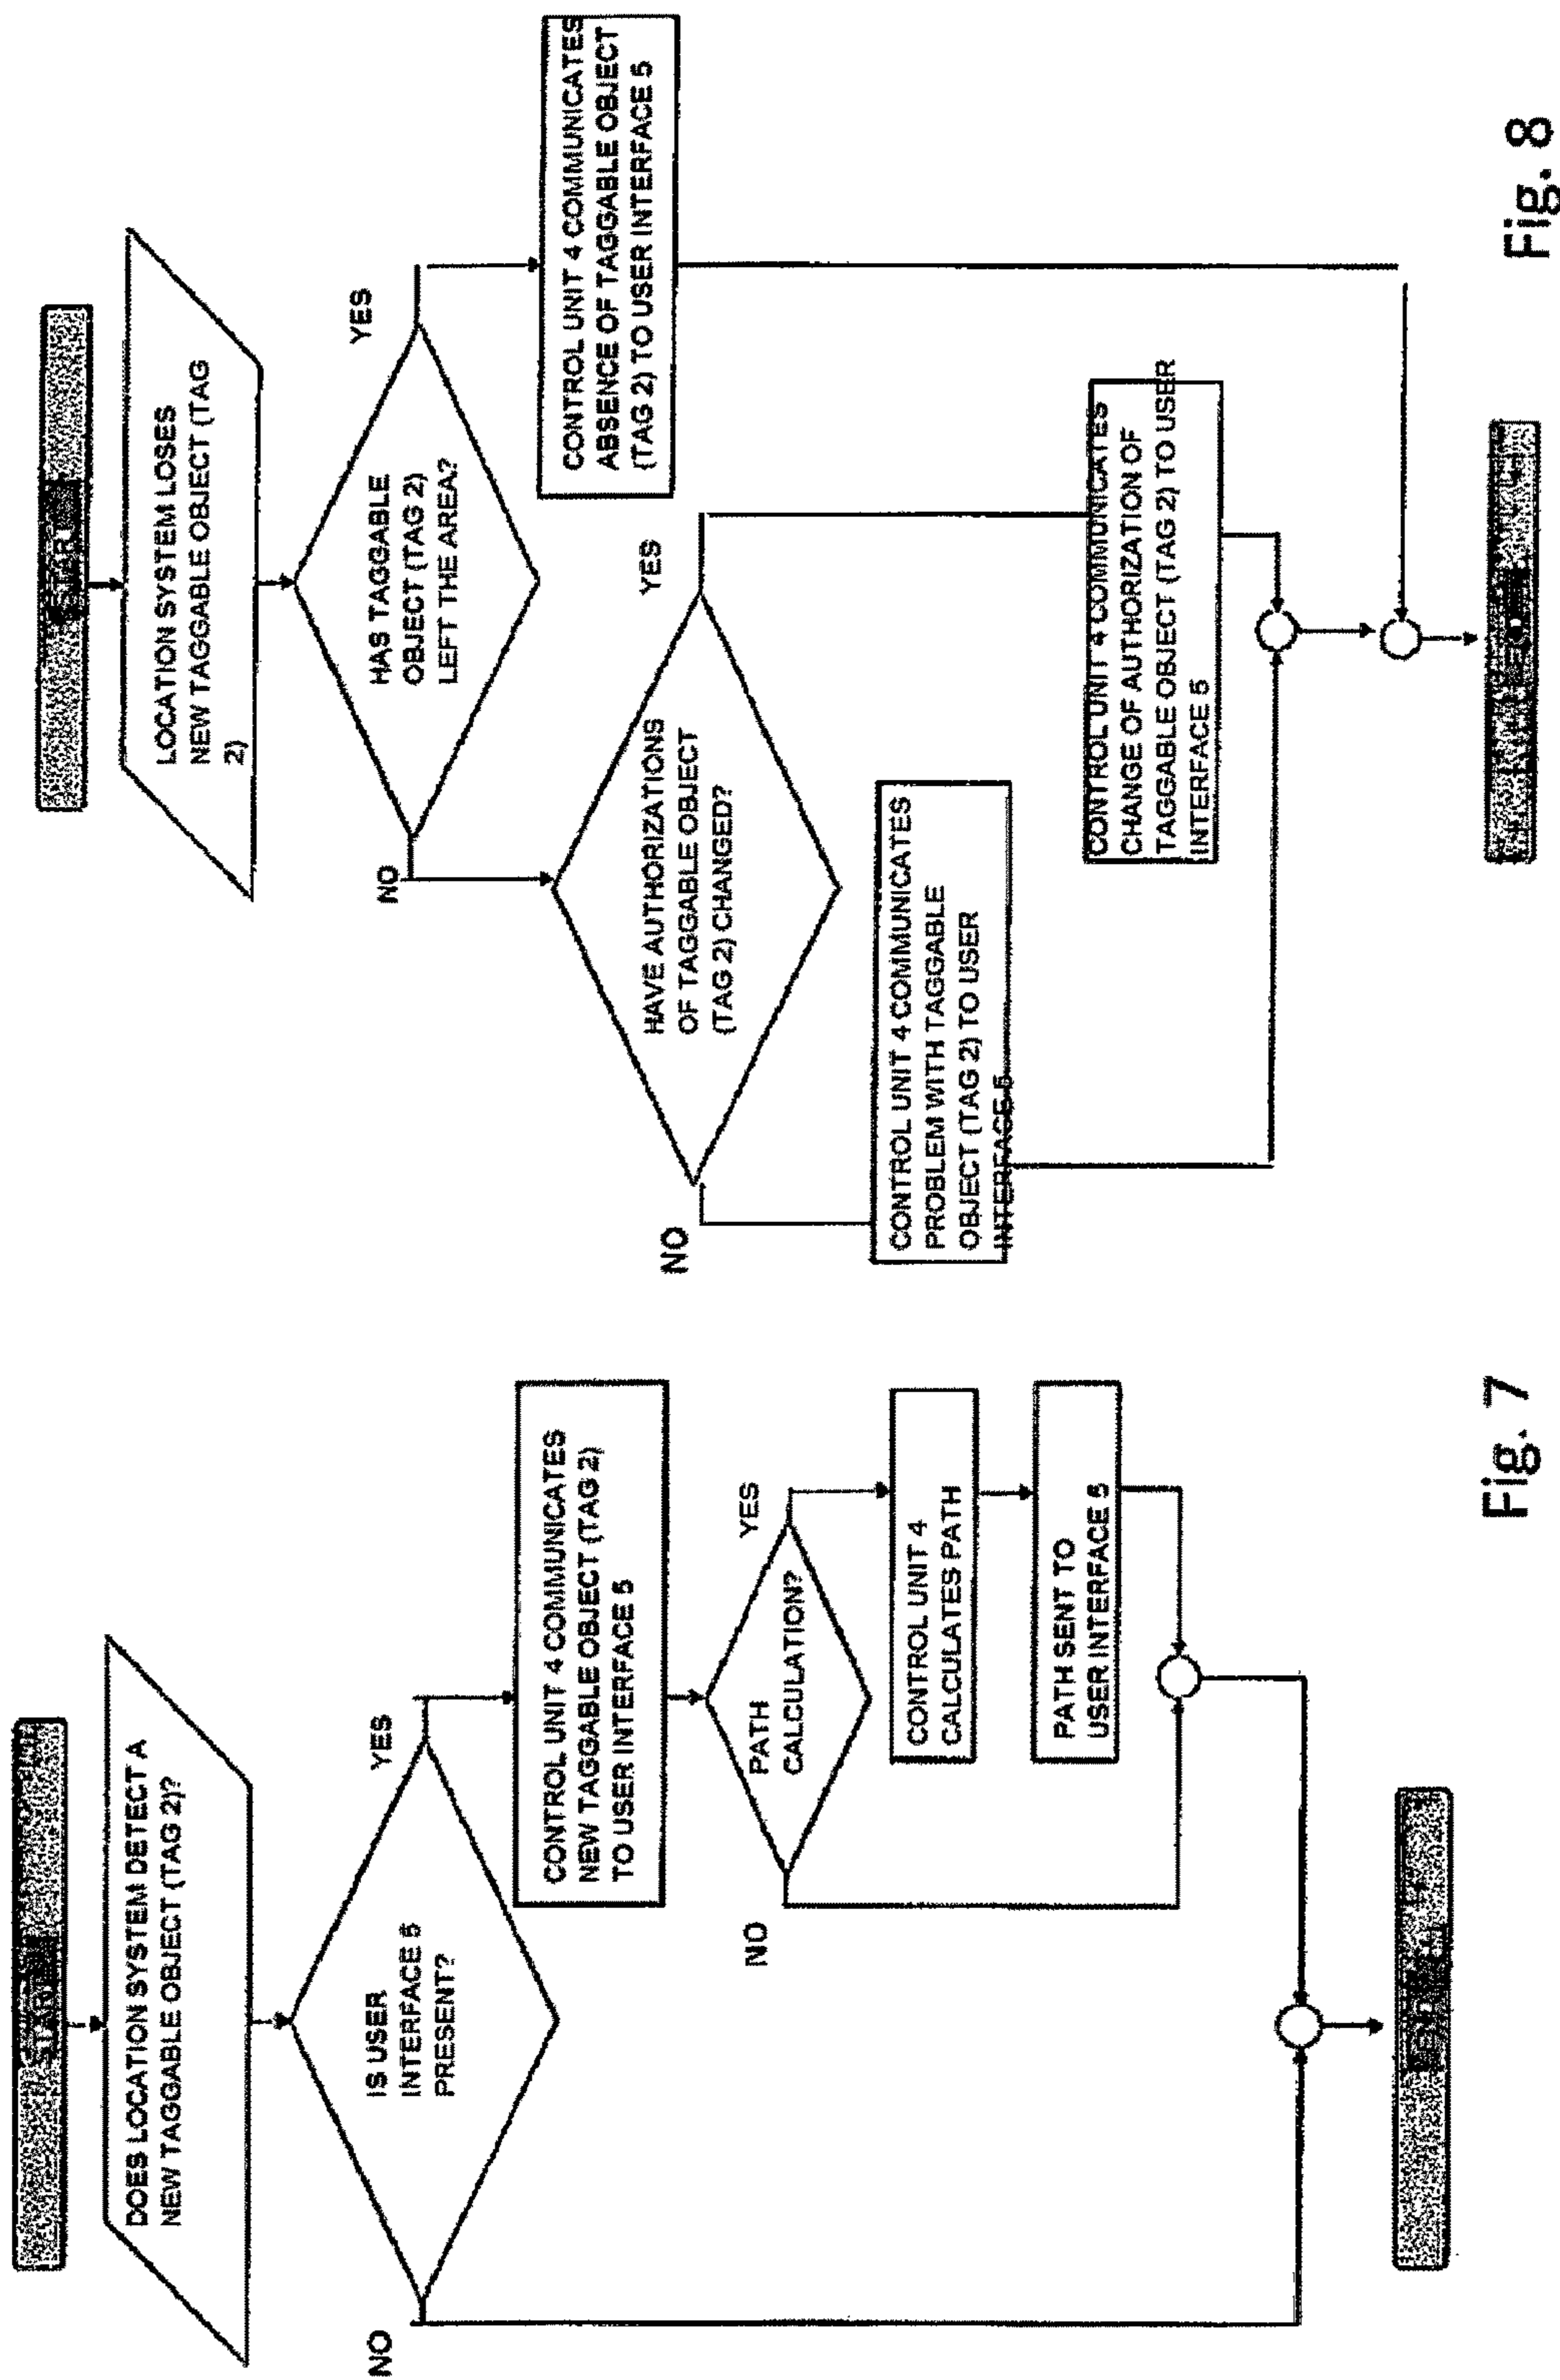 START
DOES LOCATION SYSTEM DETECT A
NEW TAGGABLE OBJECT (TAG 2)?
IS USER
INTERFACE 5
PRESENT?
YES
NO
CONTROL UNIT 4 COMMUNICATES
NEW TAGGABLE OBJECT (TAG 2)
TO USER INTERFACE 5
PATH
CALCULATION?
YES
NO
CONTROL UNIT 4
CALCULATES PATH
PATH SENT TO
USER INTERFACE 5
END
Fig. 7
START
LOCATION SYSTEM LOSES
NEW TAGGABLE OBJECT (TAG
2)
HAS TAGGABLE
OBJECT (TAG 2)
LEFT THE AREA?
YES
NO
CONTROL UNIT 4 COMMUNICATES
ABSENCE OF TAGGABLE OBJECT
(TAG 2) TO USER INTERFACE 5
HAVE AUTHORIZATIONS
OF TAGGABLE OBJECT
(TAG 2) CHANGED?
YES
NO
CONTROL UNIT 4 COMMUNICATES
PROBLEM WITH TAGGABLE
OBJECT (TAG 2) TO USER
INTERFACE 5
CONTROL UNIT 4 COMMUNICATES
CHANGE OF AUTHORIZATION OF
TAGGABLE OBJECT (TAG 2) TO USER
INTERFACE 5
Fig. 8